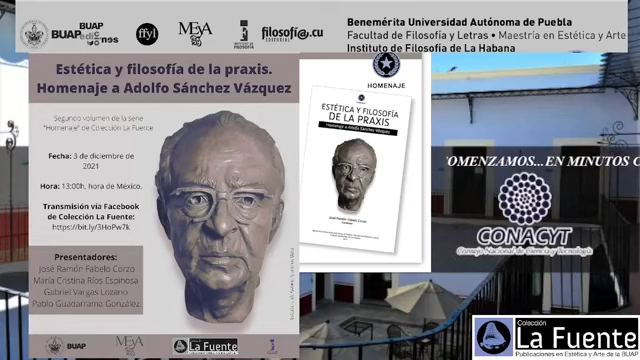 BUAP
BUAP
ediciones
ffyl
MEyA
filosofí@.cu
Benemérita Universidad Autónoma de Puebla
Facultad de Filosofía y Letras • Maestría en Estética y Arte
Instituto de Filosofía de La Habana
Estética y filosofía de la praxis.
Homenaje a Adolfo Sánchez Vázquez
Segundo volumen de la serie
"Homenaje" de Colección La Fuente
Fecha: 3 de diciembre de
2021
Hora: 13:00h, hora de México.
Transmisión vía Facebook
de Colección La Fuente:
https://bit.ly/3HoPw7k
Presentadores:
José Ramón Fabelo Corzo
María Cristina Ríos Espinosa
Gabriel Vargas Lozano
Pablo Guadarrama González.
BUAP
MEyA
La Fuente
HOMENAJE
ESTÉTICA Y FILOSOFÍA
DE LA PRAXIS
Homenaje a Adolfo Sánchez Vázquez
José Ramón Fabelo Corzo
OMENZAMOS...EN MINUTOS C
CONACYT
Consejo Nacional de Ciencia y Tecnología
Colección
La Fuente
Publicaciones en Estética y Arte de la BUAP